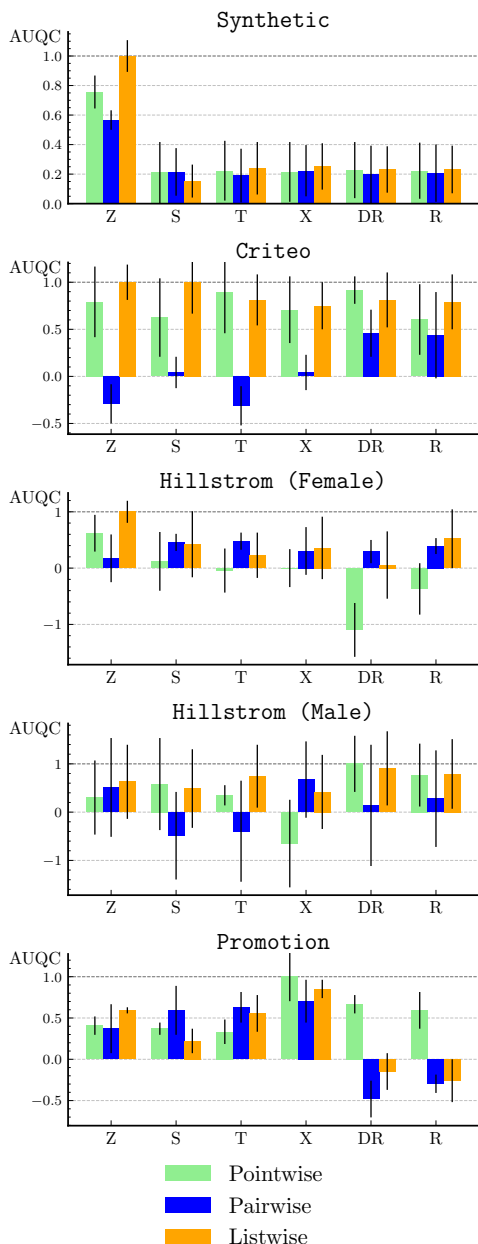 Synthetic
AUQC
1.0
0.8
0.6
0.4
0.2
0.0
Z S T X DR R
Criteo
AUQC
1.0
0.5
0.0
−0.5
Z S T X DR R
Hillstrom (Female)
AUQC
1
0
−1
Z S T X DR R
Hillstrom (Male)
AUQC
1
0
−1
Z S T X DR R
Promotion
AUQC
1.0
0.5
0.0
−0.5
Z S T X DR R
Pointwise
Pairwise
Listwise